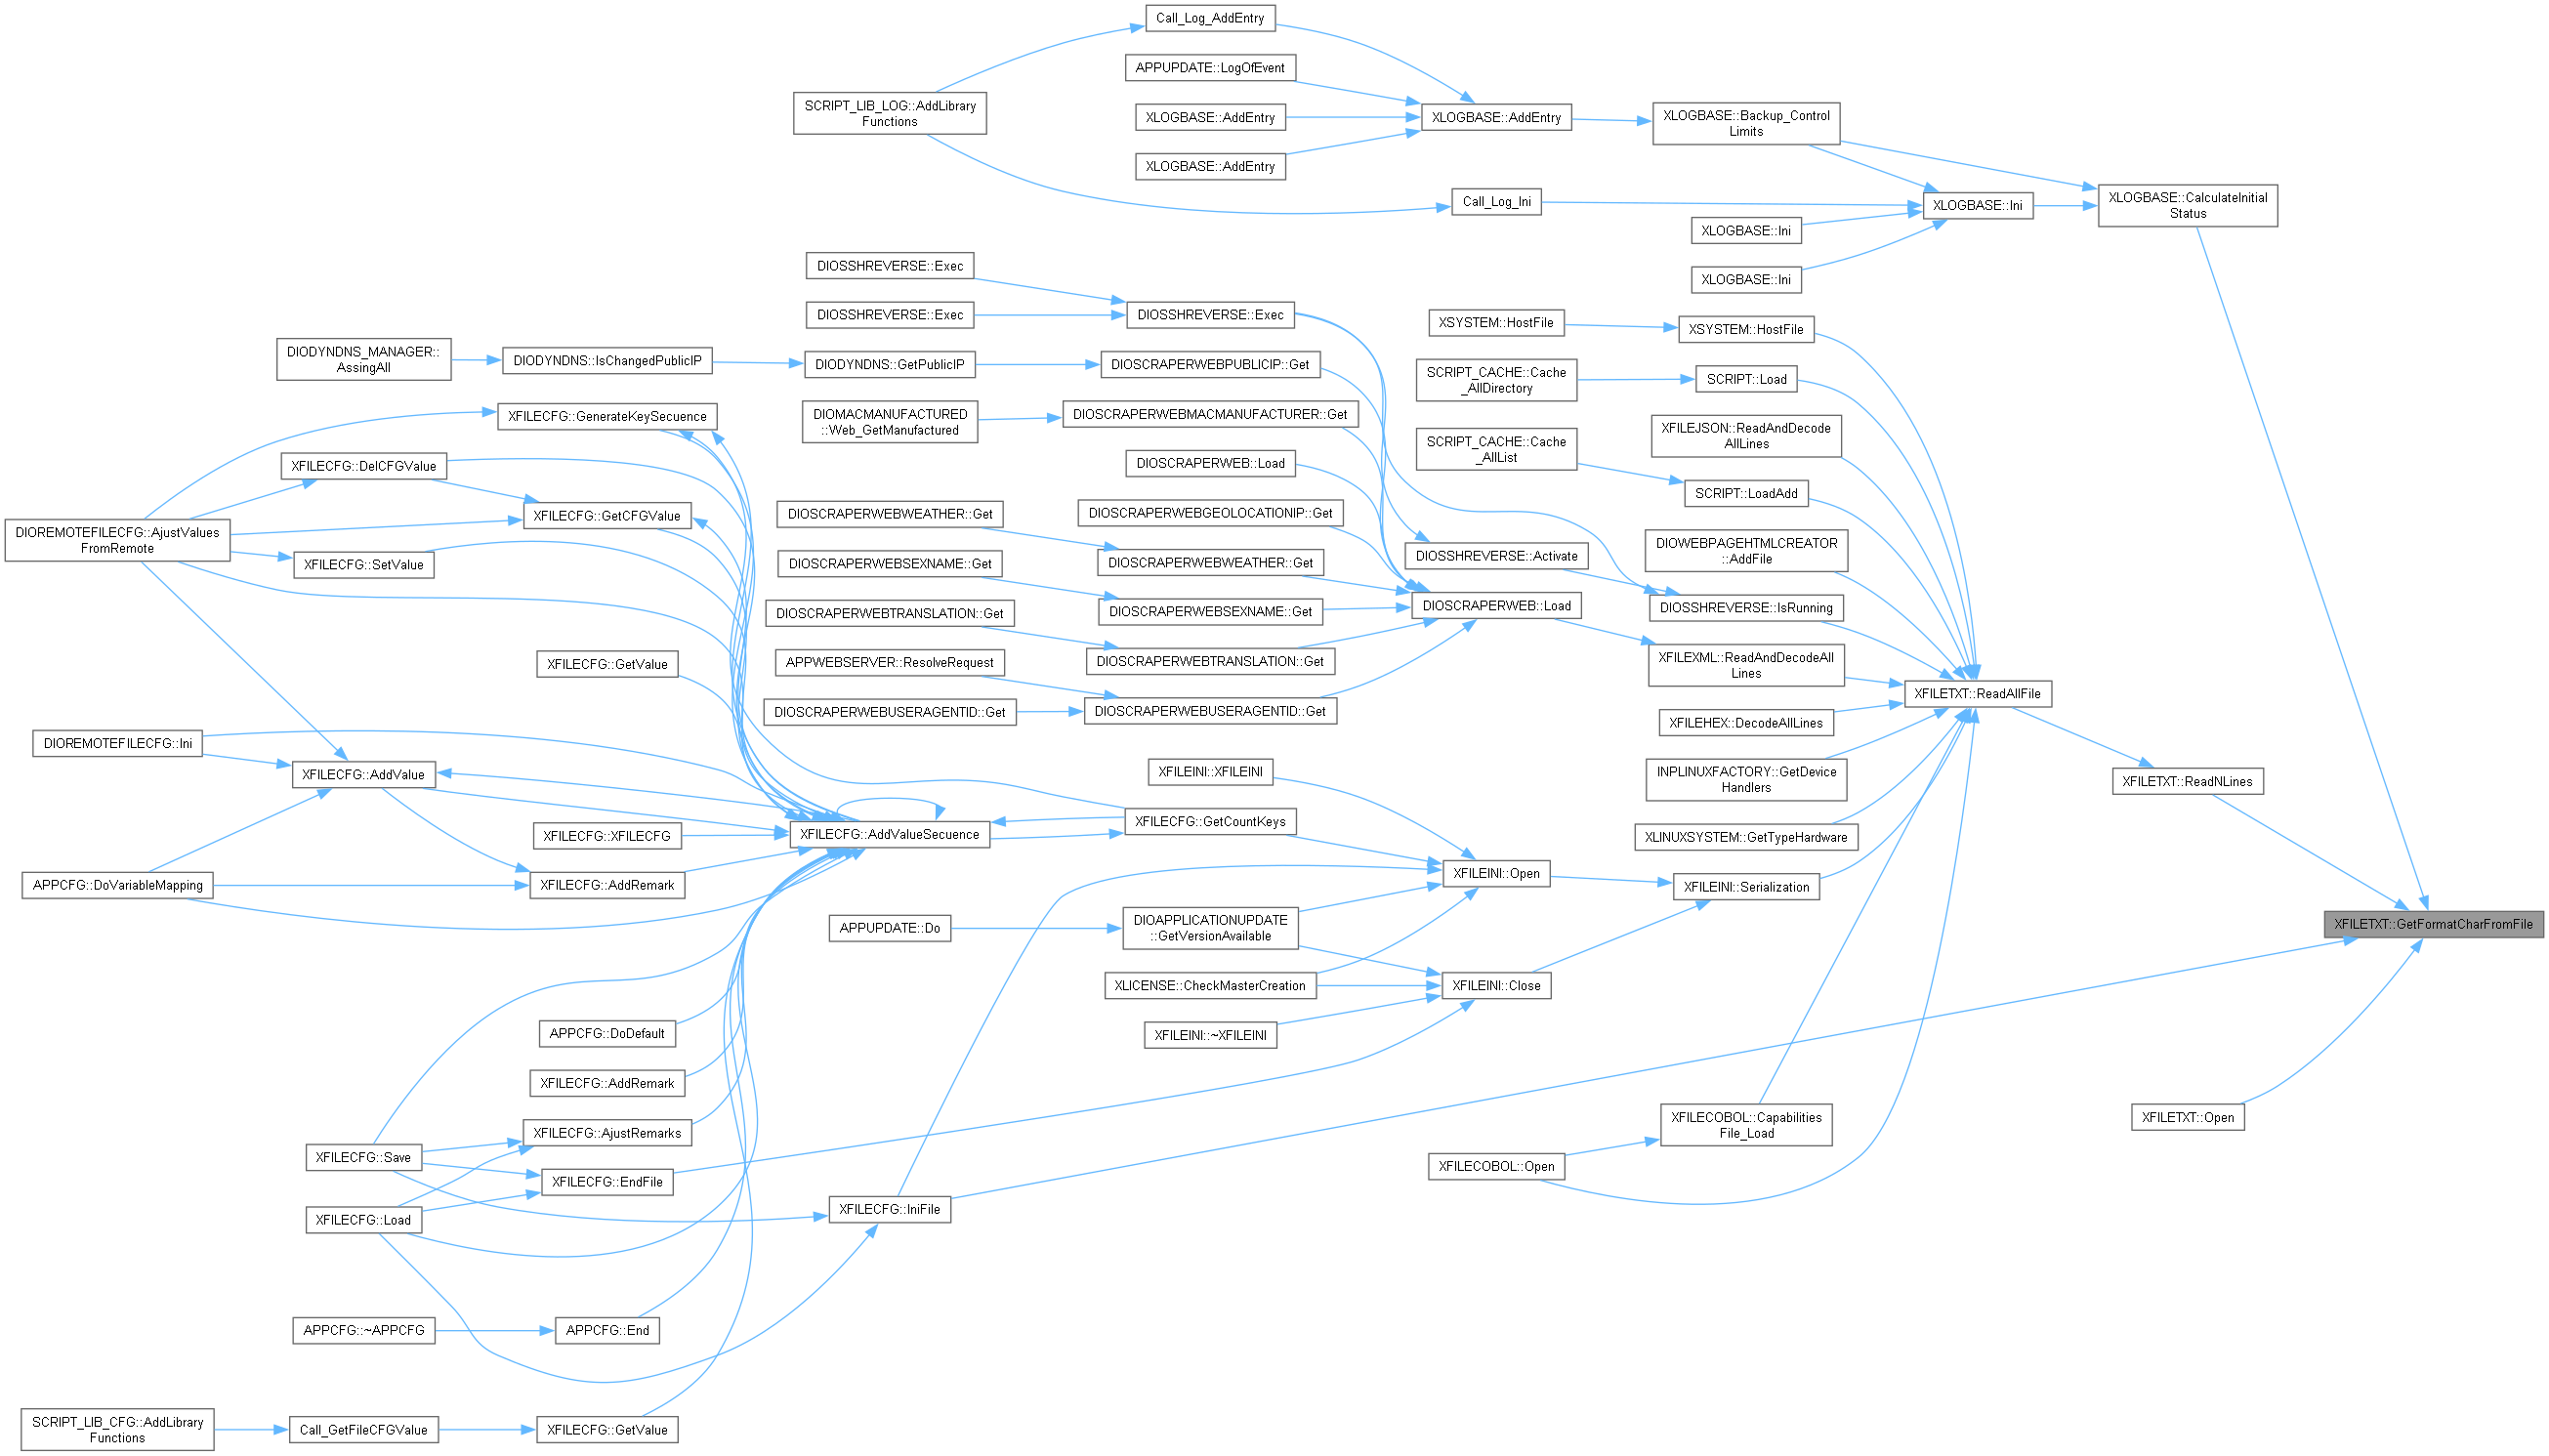 Call_Log_AddEntry
APPUPDATE::LogOfEvent
SCRIPT_LIB_LOG::AddLibrary
Functions
XLOGBASE::AddEntry
XLOGBASE::AddEntry
XLOGBASE::AddEntry
XLOGBASE::Backup_Control
Limits
Call_Log_Ini
XLOGBASE::Ini
XLOGBASE::CalculateInitial
Status
XLOGBASE::Ini
XLOGBASE::Ini
DIOSSHREVERSE::Exec
DIOSSHREVERSE::Exec
DIOSSHREVERSE::Exec
XSYSTEM::HostFile
XSYSTEM::HostFile
DIODYNDNS_MANAGER::
AssingAll
DIODYNDNS::IsChangedPublicIP
DIODYNDNS::GetPublicIP
DIOSCRAPERWEBPUBLICIP::Get
SCRIPT_CACHE::Cache
_AllDirectory
SCRIPT::Load
XFILECFG::GenerateKeySecuence
DIOMACMANUFACTURED
::Web_GetManufactured
DIOSCRAPERWEBMACMANUFACTURER::Get
XFILEJSON::ReadAndDecode
AllLines
XFILECFG::DelCFGValue
DIOSCRAPERWEB::Load
SCRIPT_CACHE::Cache
_AllList
SCRIPT::LoadAdd
XFILECFG::GetCFGValue
DIOSCRAPERWEBWEATHER::Get
DIOSCRAPERWEBGEOLOCATIONIP::Get
DIOREMOTEFILECFG::AjustValues
FromRemote
XFILECFG::SetValue
DIOSCRAPERWEBSEXNAME::Get
DIOSCRAPERWEBWEATHER::Get
DIOSSHREVERSE::Activate
DIOWEBPAGEHTMLCREATOR
::AddFile
DIOSCRAPERWEBTRANSLATION::Get
DIOSCRAPERWEBSEXNAME::Get
DIOSCRAPERWEB::Load
DIOSSHREVERSE::IsRunning
XFILECFG::GetValue
APPWEBSERVER::ResolveRequest
DIOSCRAPERWEBTRANSLATION::Get
XFILEXML::ReadAndDecodeAll
Lines
DIOSCRAPERWEBUSERAGENTID::Get
DIOSCRAPERWEBUSERAGENTID::Get
XFILETXT::ReadAllFile
XFILEHEX::DecodeAllLines
DIOREMOTEFILECFG::Ini
XFILECFG::AddValue
XFILEINI::XFILEINI
INPLINUXFACTORY::GetDevice
Handlers
XFILETXT::ReadNLines
XFILECFG::XFILECFG
XFILECFG::AddValueSecuence
XFILECFG::GetCountKeys
XLINUXSYSTEM::GetTypeHardware
APPCFG::DoVariableMapping
XFILECFG::AddRemark
XFILEINI::Open
XFILEINI::Serialization
APPUPDATE::Do
DIOAPPLICATIONUPDATE
::GetVersionAvailable
XFILETXT::GetFormatCharFromFile
XLICENSE::CheckMasterCreation
XFILEINI::Close
APPCFG::DoDefault
XFILEINI::~XFILEINI
XFILECFG::AddRemark
XFILECFG::AjustRemarks
XFILECOBOL::Capabilities
File_Load
XFILETXT::Open
XFILECFG::Save
XFILECFG::EndFile
XFILECOBOL::Open
XFILECFG::Load
XFILECFG::IniFile
APPCFG::~APPCFG
APPCFG::End
SCRIPT_LIB_CFG::AddLibrary
Functions
Call_GetFileCFGValue
XFILECFG::GetValue